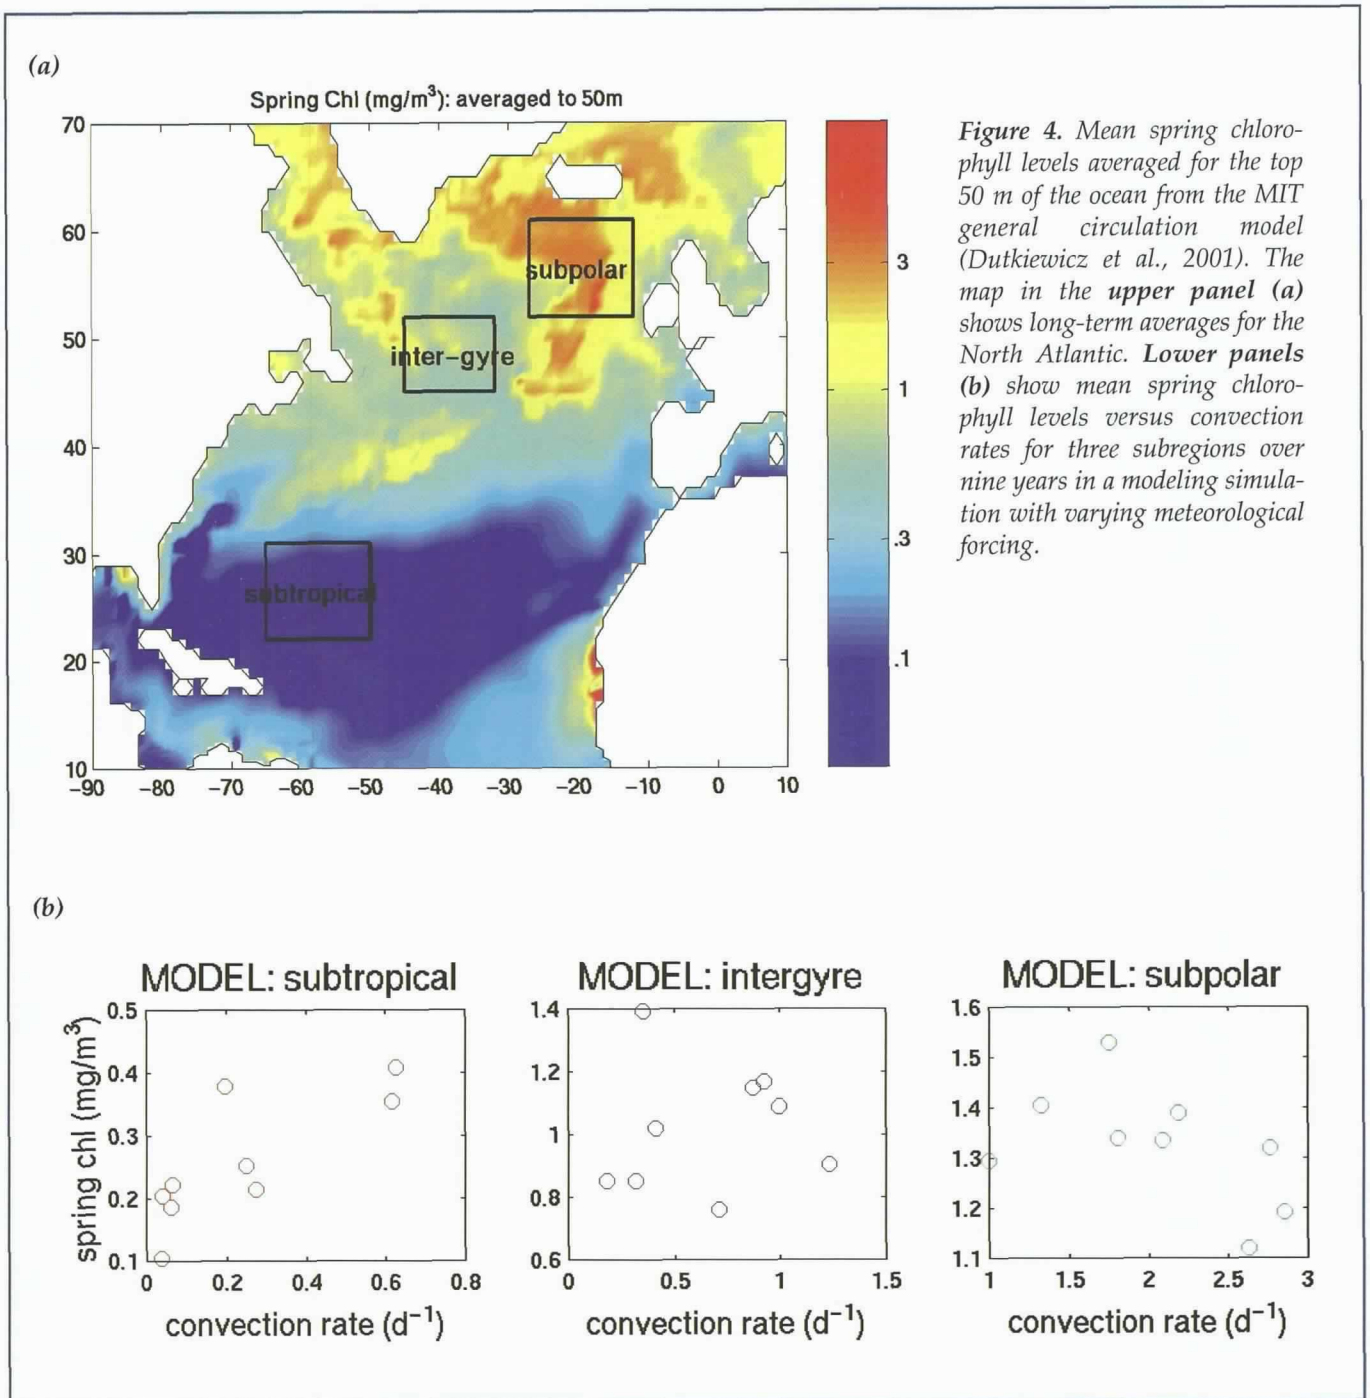 (a)
Spring Chl (mg/m³): averaged to 50m
70
60
50
40
30
20
10
-90 -80 -70 -60 -50 -40 -30 -20 -10 0 10
subpolar
inter-gyre
subtropical
3
1
.3
.1
Figure 4. Mean spring chloro-
phyll levels averaged for the top
50 m of the ocean from the MIT
general circulation model
(Dutkiewicz et al., 2001). The
map in the upper panel (a)
shows long-term averages for the
North Atlantic. Lower panels
(b) show mean spring chloro-
phyll levels versus convection
rates for three subregions over
nine years in a modeling simula-
tion with varying meteorological
forcing.
(b)
MODEL: subtropical
spring chl (mg/m³)
0.5
0.4
0.3
0.2
0.1
0 0.2 0.4 0.6 0.8
convection rate (d⁻¹)
MODEL: intergyre
1.4
1.2
1
0.8
0.6
0 0.5 1 1.5
convection rate (d⁻¹)
MODEL: subpolar
1.6
1.5
1.4
1.3
1.2
1.1
1 1.5 2 2.5 3
convection rate (d⁻¹)